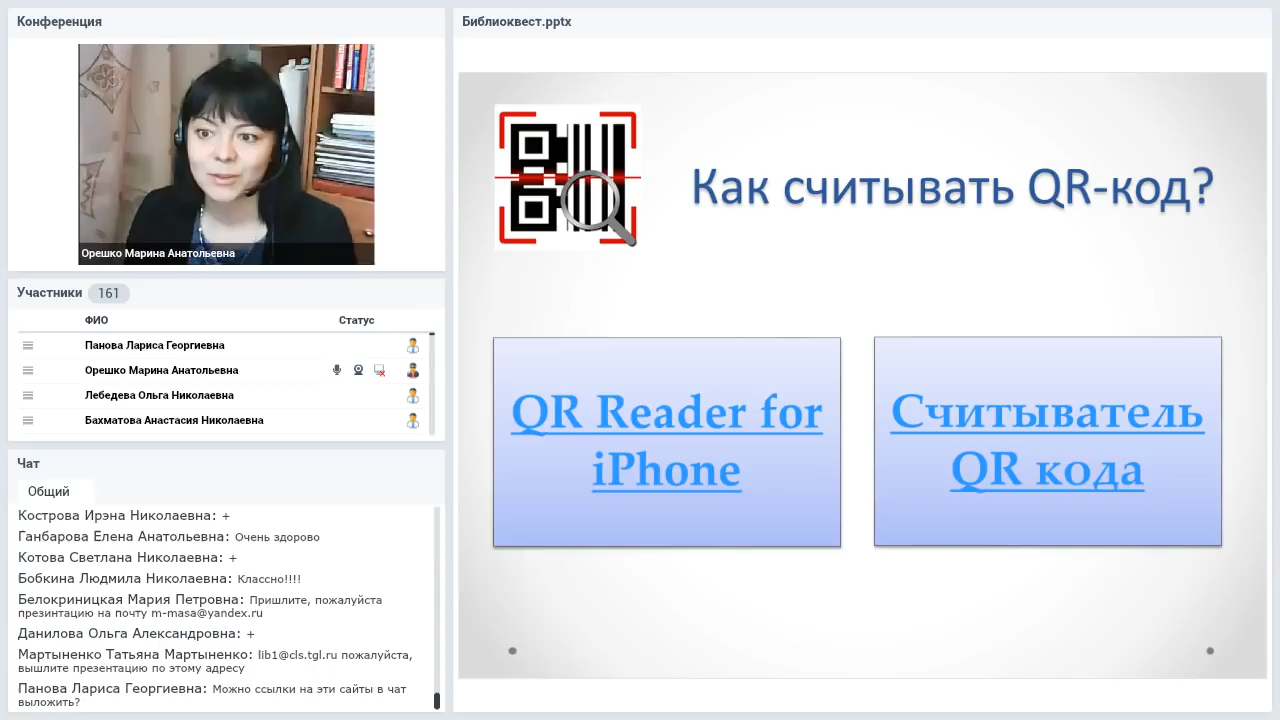 Конференция
Орешко Марина Анатольевна
Участники 161
ФИО Статус
Панова Лариса Георгиевна
Орешко Марина Анатольевна
Лебедева Ольга Николаевна
Бахматова Анастасия Николаевна
Чат
Общий
Кострова Ирэна Николаевна: +
Ганбарова Елена Анатольевна: Очень здорово
Котова Светлана Николаевна: +
Бобкина Людмила Николаевна: Классно!!!!
Белокриницкая Мария Петровна: Пришлите, пожалуйста
презинтацию на почту m-masa@yandex.ru
Данилова Ольга Александровна: +
Мартыненко Татьяна Мартыненко: lib1@cls.tgl.ru пожалуйста,
вышлите презентацию по этому адресу
Панова Лариса Георгиевна: Можно ссылки на эти сайты в чат
выложить?
Библиоквест.pptx
Как считывать QR-код?
QR Reader for
iPhone
Считыватель
QR кода